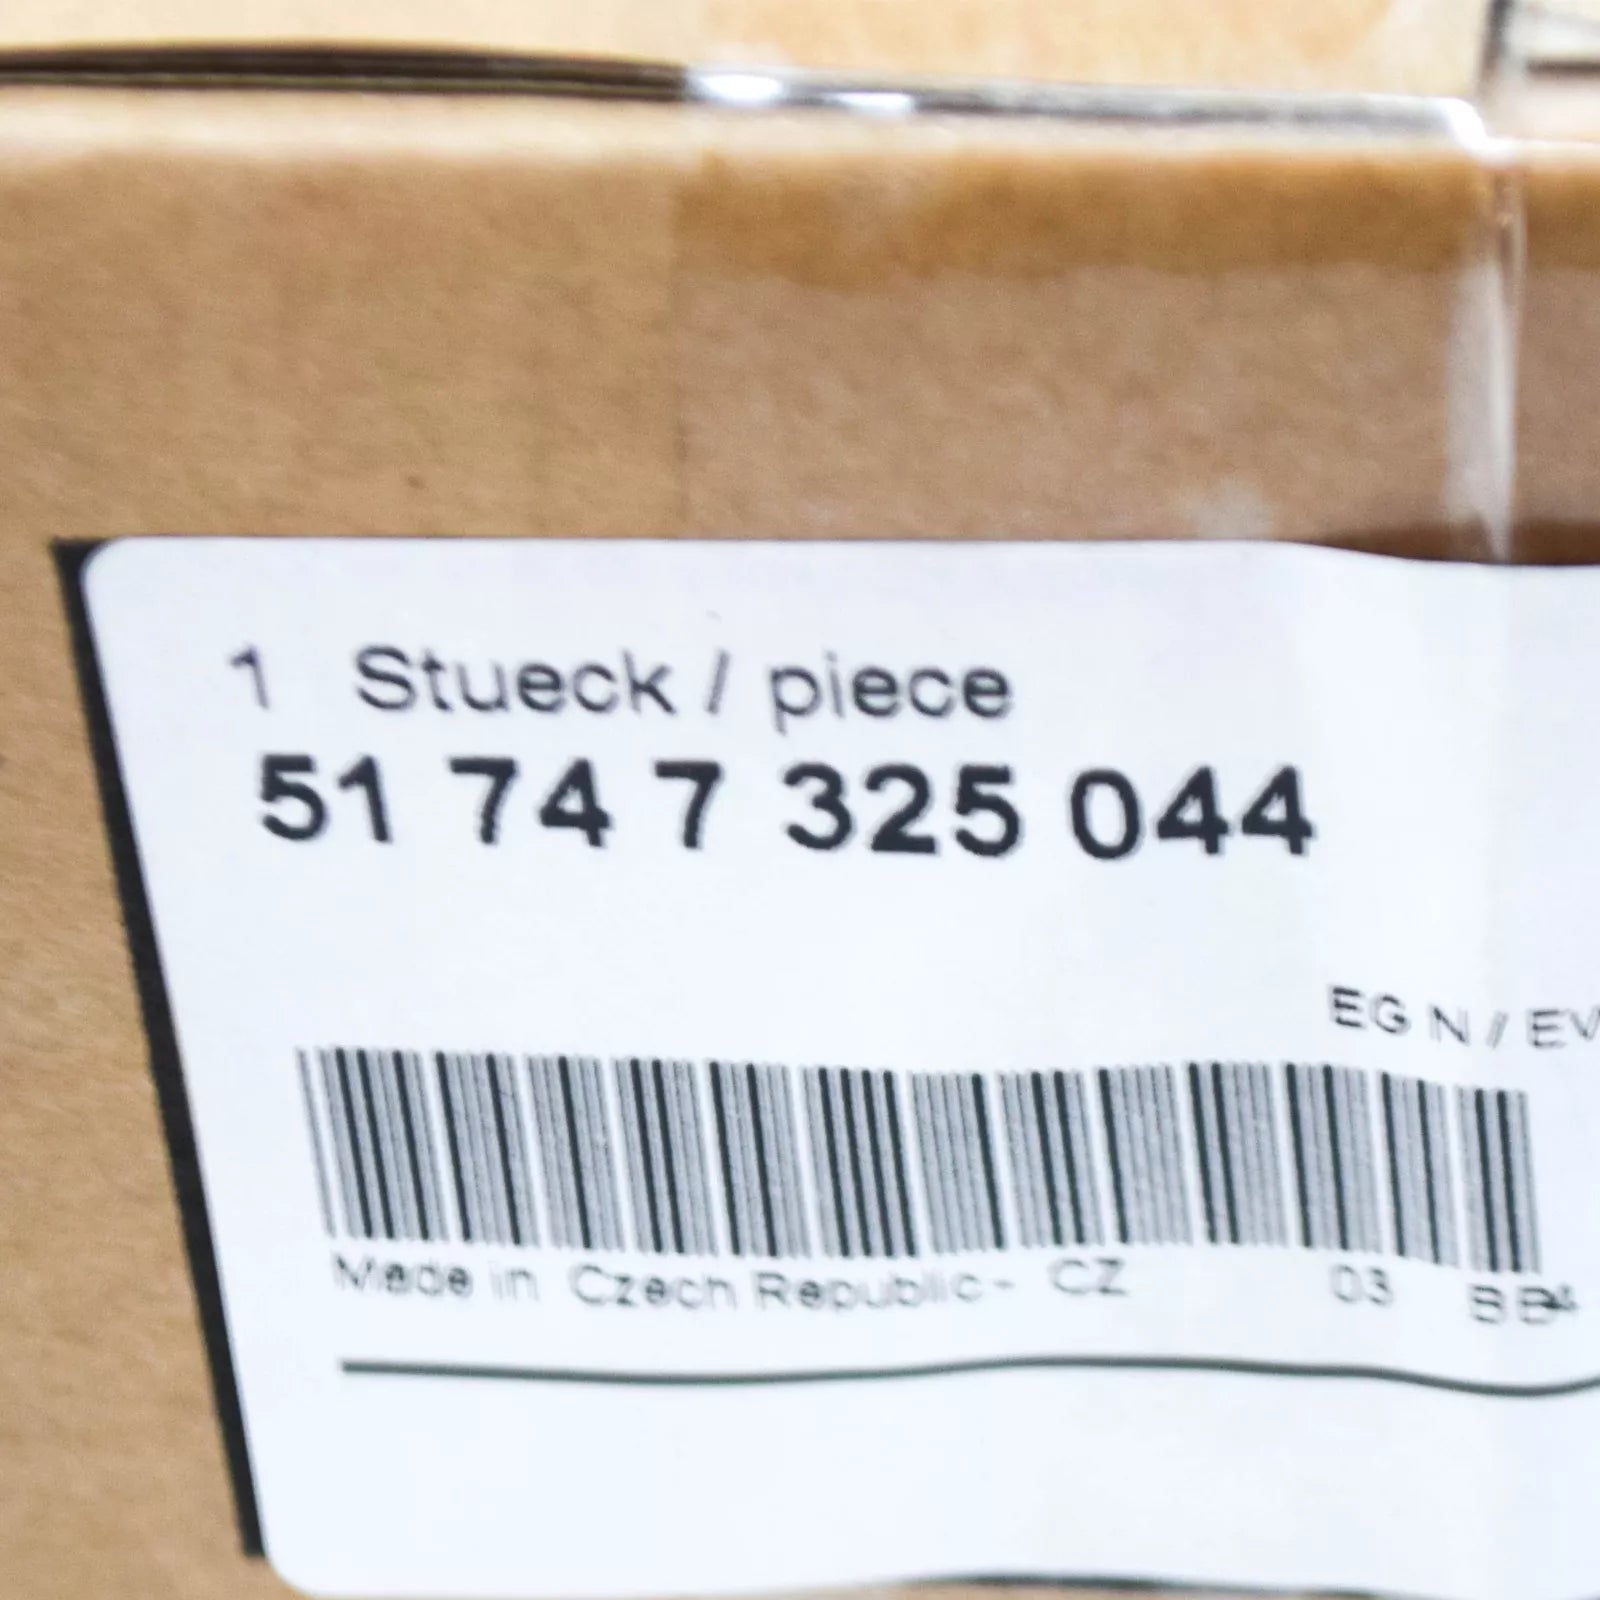 1 Stueck / piece
51 74 7 325 044
EG N / EV
Made in Czech Republic - CZ 03